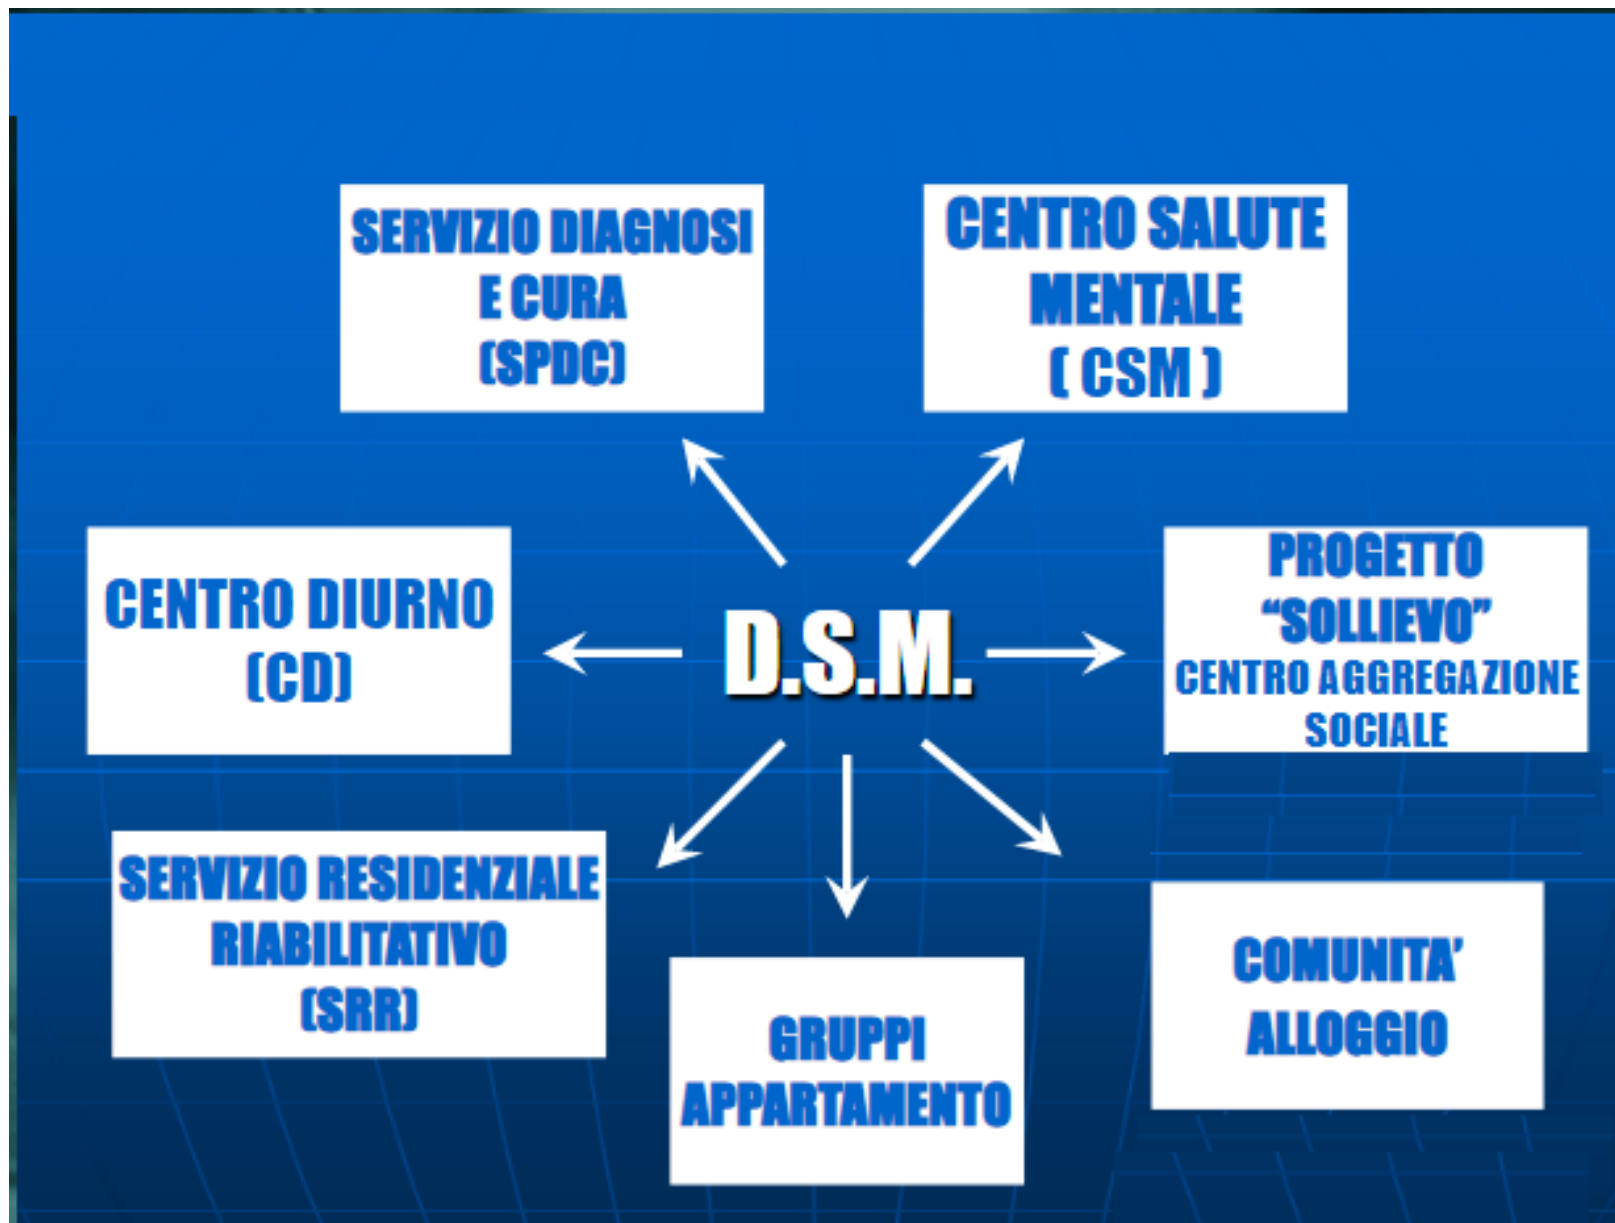 SERVIZIO DIAGNOSI
E CURA
(SPDC)
CENTRO SALUTE
MENTALE
( CSM )
CENTRO DIURNO
(CD)
D.S.M.
PROGETTO
“SOLLIEVO”
CENTRO AGGREGAZIONE
SOCIALE
SERVIZIO RESIDENZIALE
RIABILITATIVO
(SRR)
GRUPPI
APPARTAMENTO
COMUNITA’
ALLOGGIO